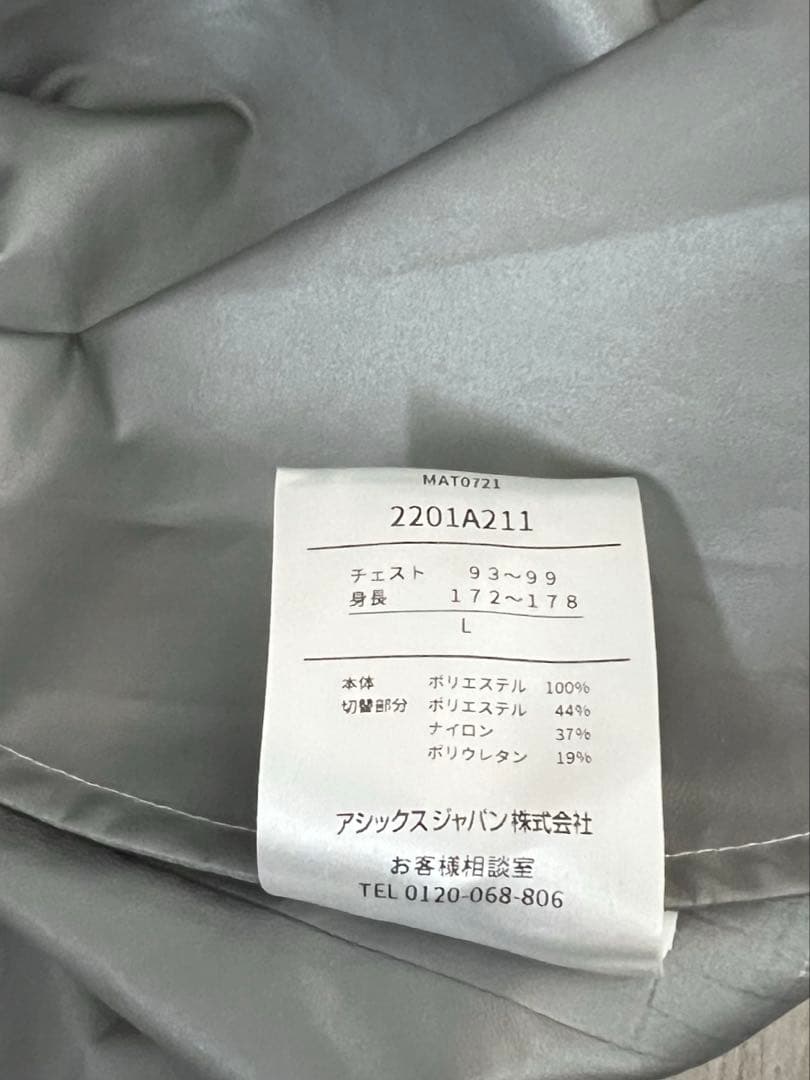 MAT0721
2201A211
チェスト 93〜99
身長 172〜178
L
本体 ポリエステル 100%
切替部分 ポリエステル 44%
ナイロン 37%
ポリウレタン 19%
アシックスジャパン株式会社
お客様相談室
TEL 0120-068-806